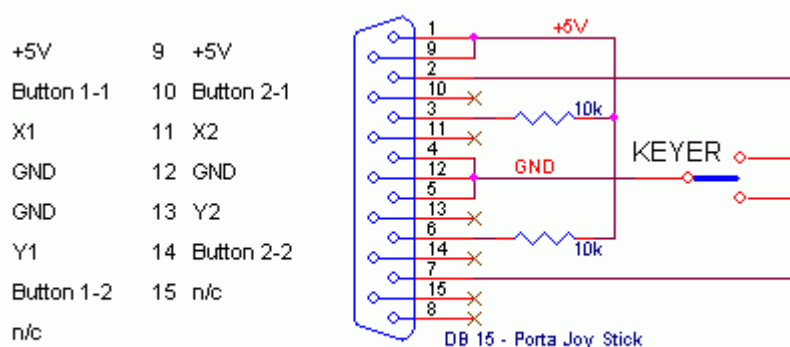 +5V 9 +5V
Button 1-1 10 Button 2-1
X1 11 X2
GND 12 GND
GND 13 Y2
Y1 14 Button 2-2
Button 1-2 15 n/c
n/c
1
+5V
9
2
10
3
10k
11
4
KEYER
12
GND
5
13
6
10k
14
7
15
8
DB 15 - Porta Joy Stick